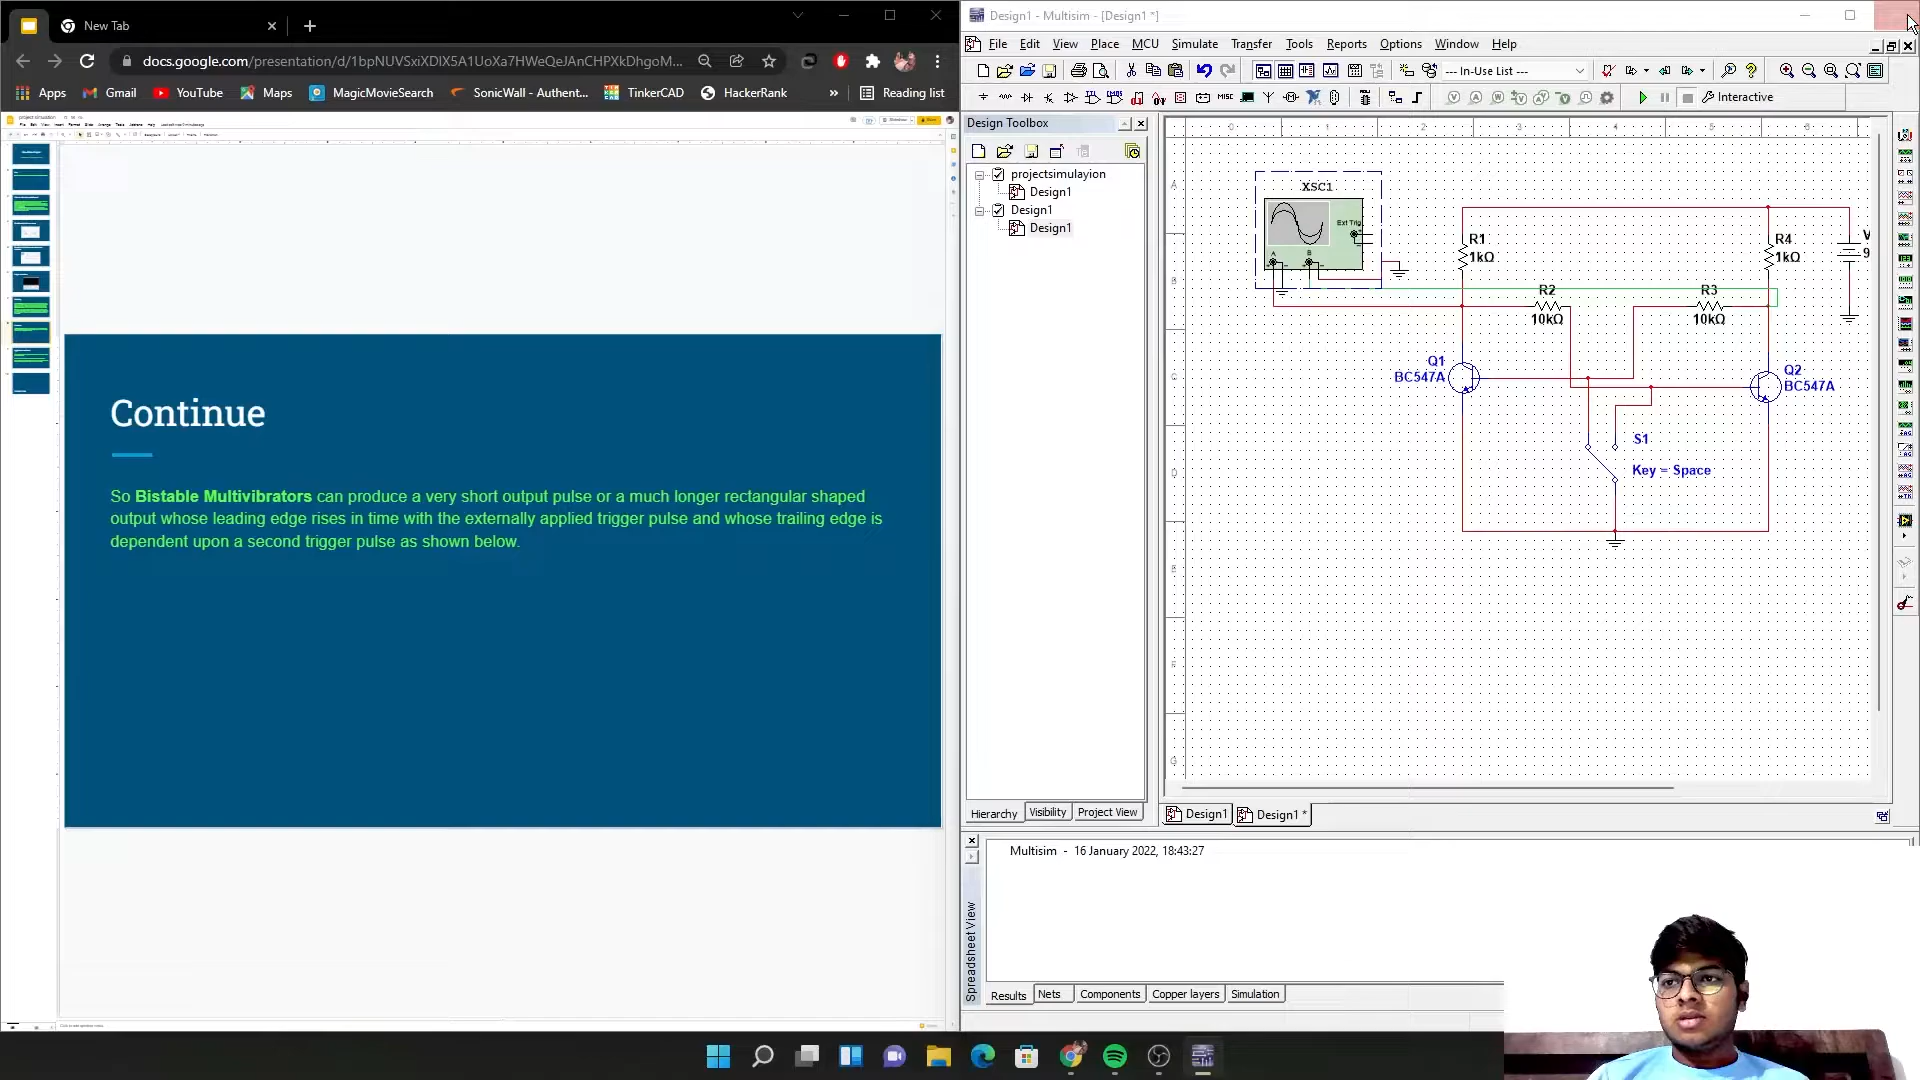 New Tab
docs.google.com/presentation/d/1bpNUVSxiXDlX5A1UoXa7HWeQeJAnCHPXkDhgoM...
Apps
Gmail
YouTube
Maps
MagicMovieSearch
SonicWall - Authent...
TinkerCAD
HackerRank
»
Reading list
Continue
So Bistable Multivibrators can produce a very short output pulse or a much longer rectangular shaped
output whose leading edge rises in time with the externally applied trigger pulse and whose trailing edge is
dependent upon a second trigger pulse as shown below.
Design1 - Multisim - [Design1 *]
File Edit View Place MCU Simulate Transfer Tools Reports Options Window Help
--- In-Use List ---
Interactive
Design Toolbox
projectsimulayion
Design1
Design1
Design1
Hierarchy
Visibility
Project View
XSC1
Ext Trig
A
B
R1
1kΩ
R4
1kΩ
V
9
R2
10kΩ
R3
10kΩ
Q1
BC547A
Q2
BC547A
S1
Key = Space
Design1
Design1 *
Multisim - 16 January 2022, 18:43:27
Spreadsheet View
Results
Nets
Components
Copper layers
Simulation